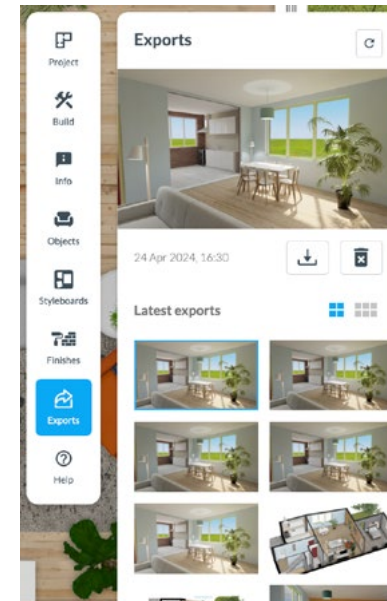 Project
Build
Info
Objects
Styleboards
Finishes
Exports
Help
Exports
24 Apr 2024, 16:30
Latest exports